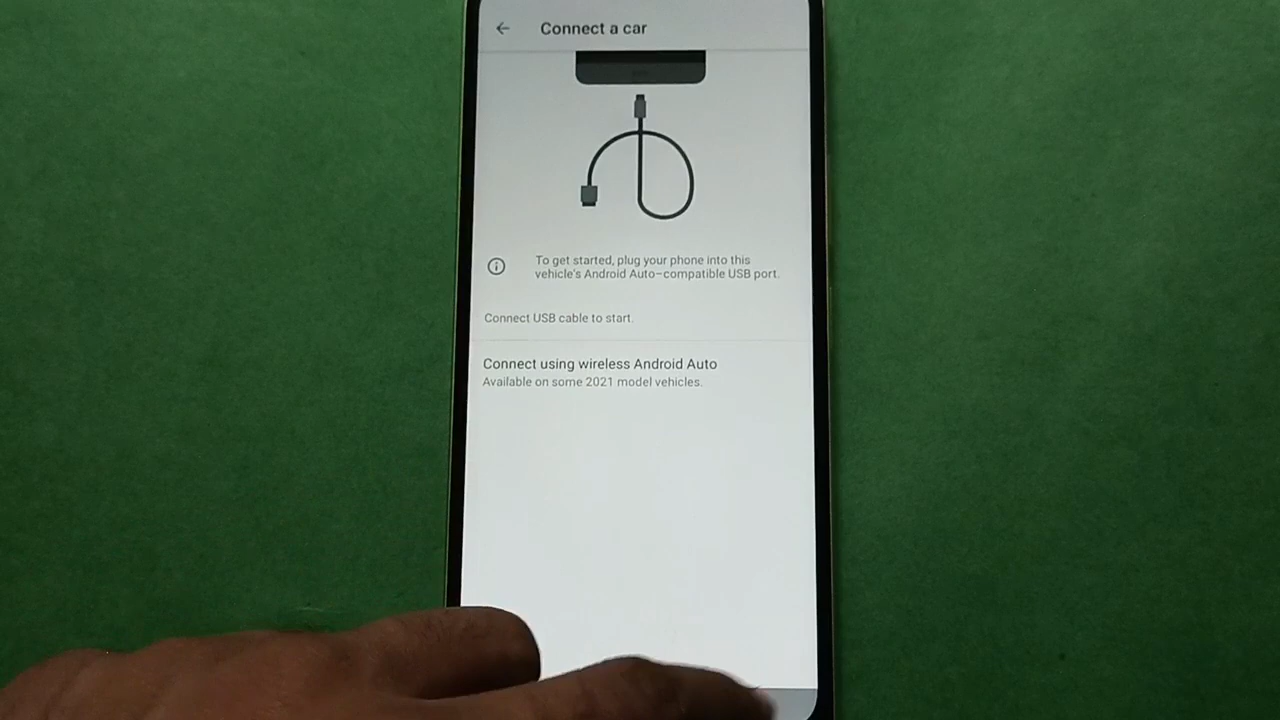 Connect a car
To get started, plug your phone into this
vehicle's Android Auto–compatible USB port.
Connect USB cable to start.
Connect using wireless Android Auto
Available on some 2021 model vehicles.